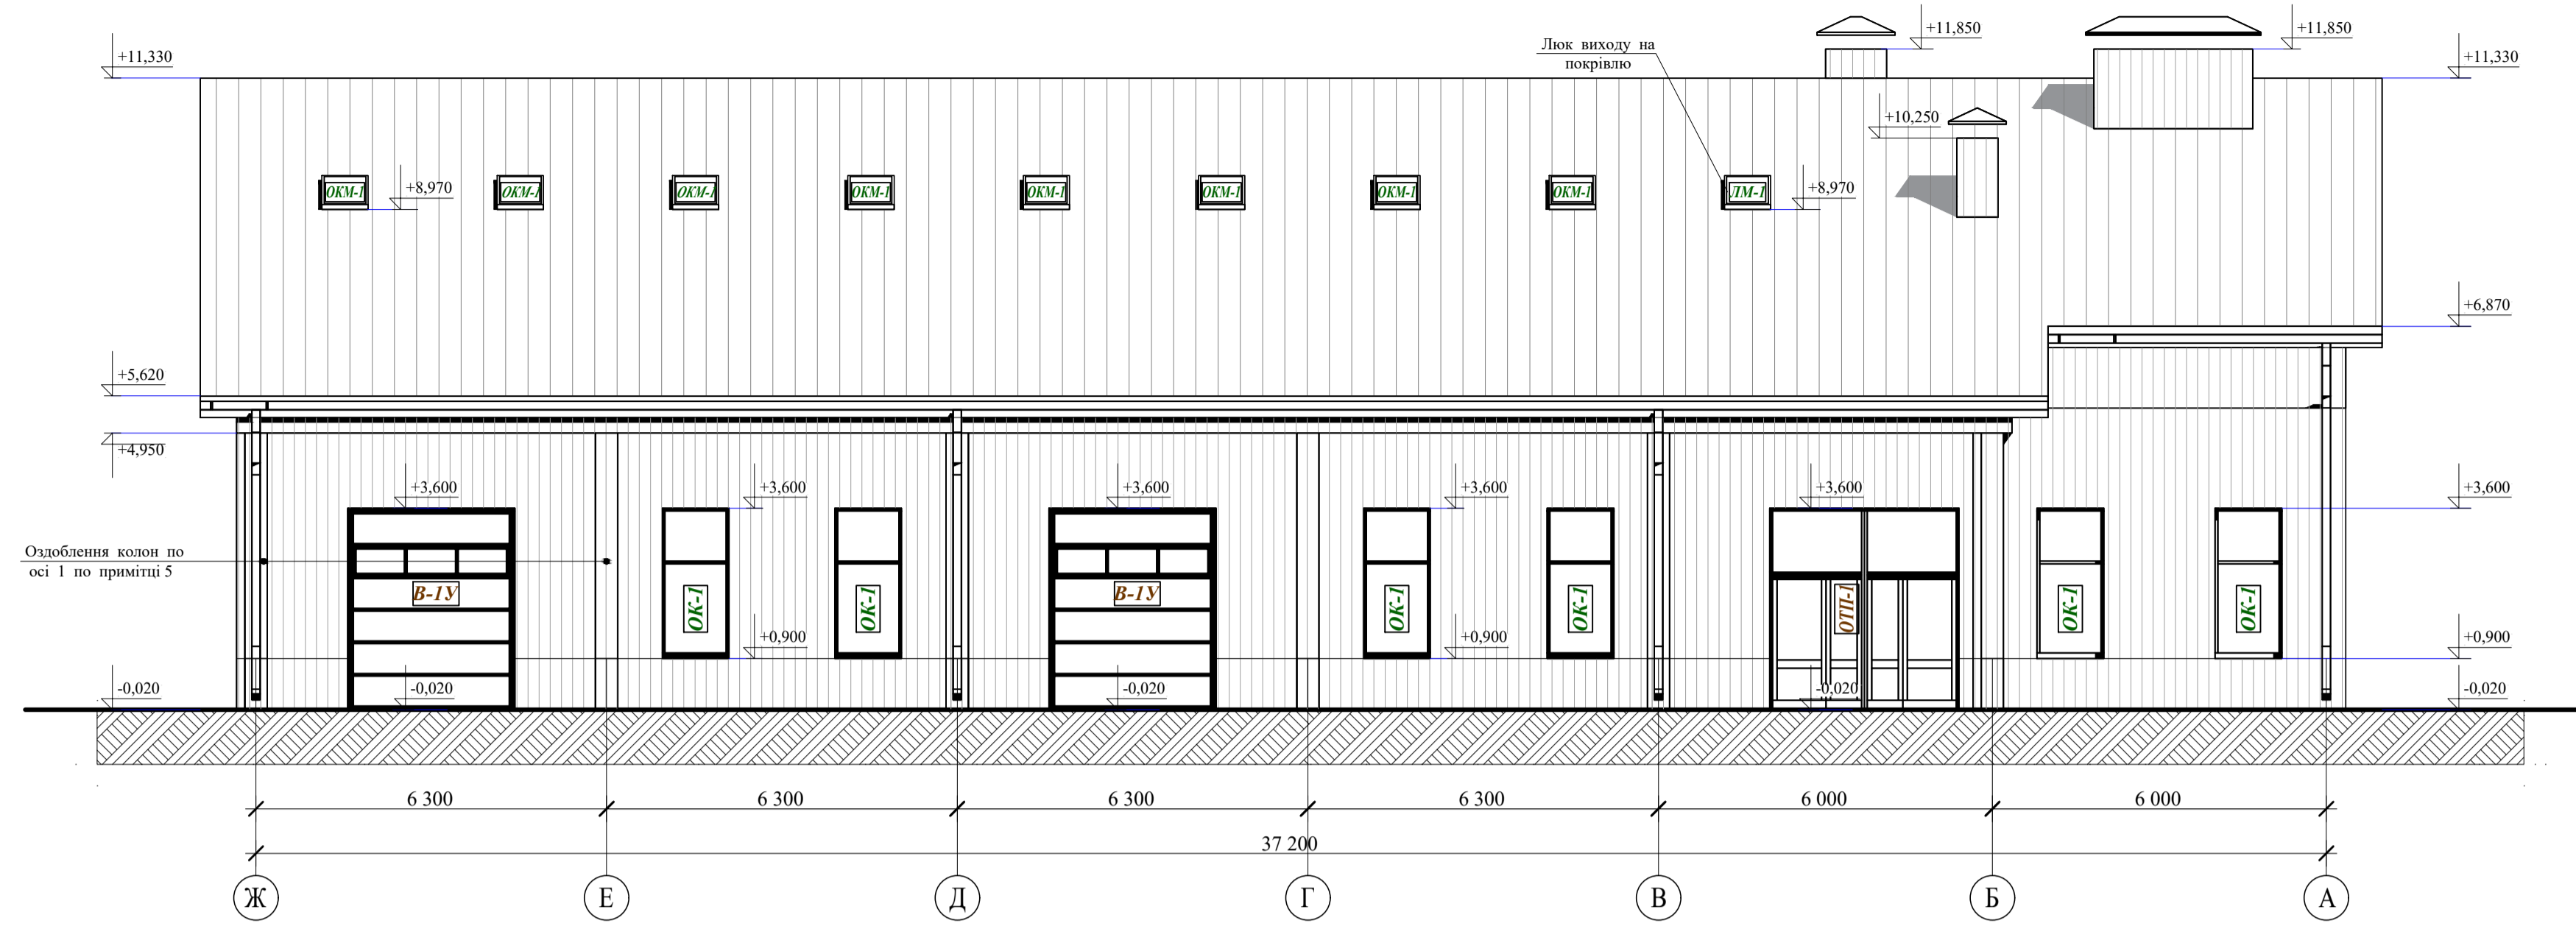 +11,850
+11,850
Люк виходу на
покрівлю
+11,330
+11,330
+10,250
ОКМ-1
+8,970
ОКМ-1
ОКМ-1
ОКМ-1
ОКМ-1
ОКМ-1
ОКМ-1
ОКМ-1
ЛМ-1
+8,970
+6,870
+5,620
+4,950
+3,600
+3,600
+3,600
+3,600
+3,600
+3,600
Оздоблення колон по
осі 1 по примітці 5
В-1У
ОК-1
ОК-1
В-1У
ОК-1
ОК-1
ОТП-1
ОК-1
ОК-1
+0,900
+0,900
+0,900
-0,020
-0,020
-0,020
-0,020
-0,020
6 300
6 300
6 300
6 300
6 000
6 000
37 200
Ж
Е
Д
Г
В
Б
А